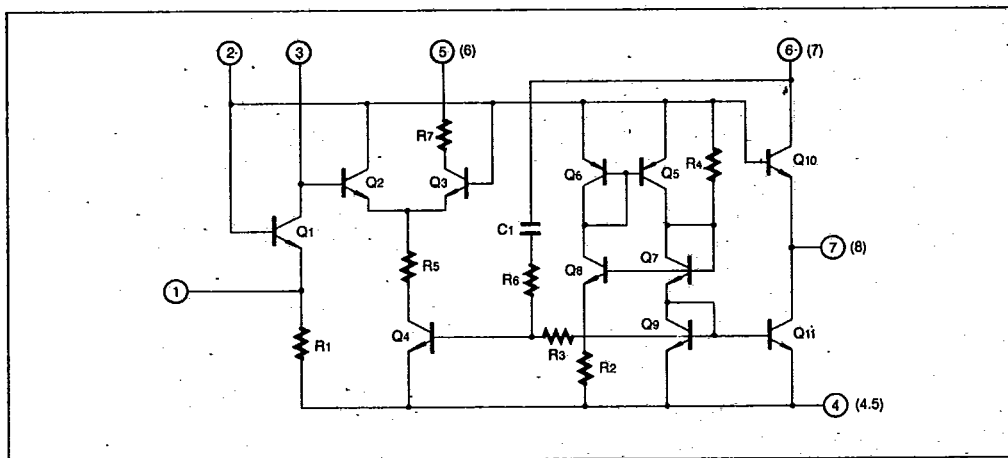 2 3 5 (6) 6 (7)
R7
Q6 Q5 R4 Q10
Q2 Q3
C1
Q1 7 (8)
Q8 Q7
R5 R6
1
Q9
R1 Q4 Q11
R3
R2
4 (4.5)